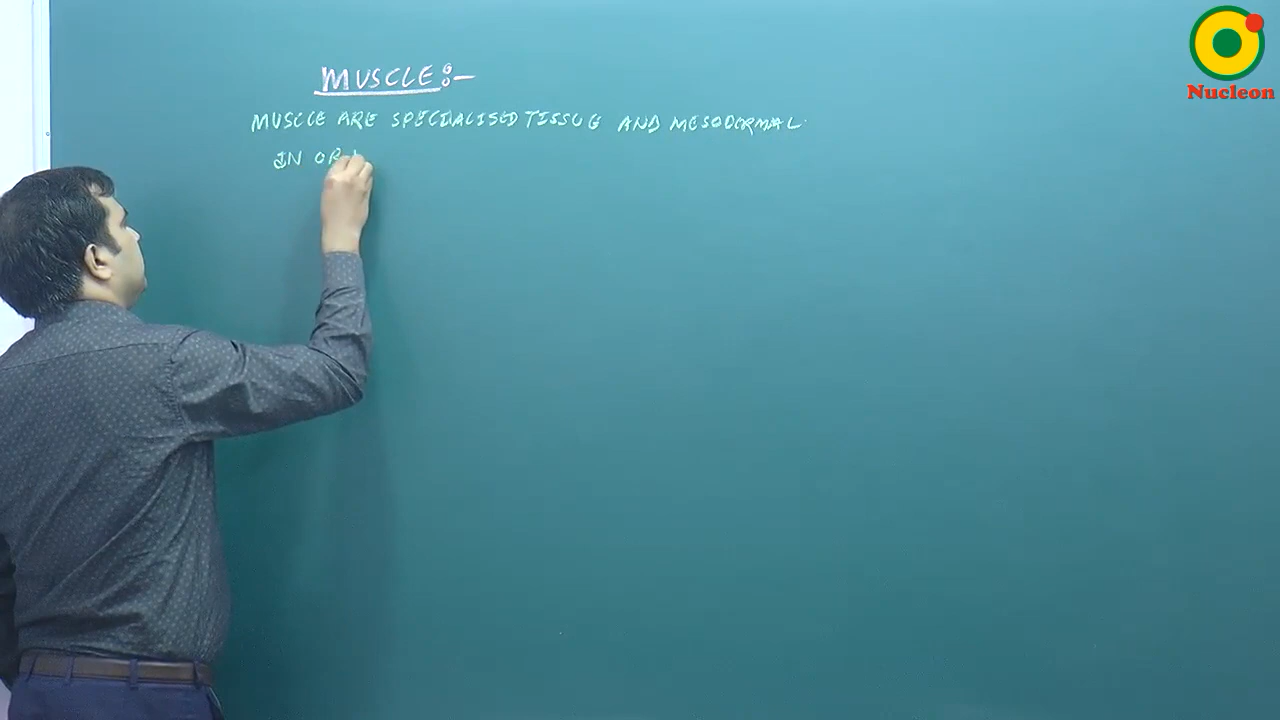 MUSCLE:-
MUSCLE ARE SPECIALISED TISSUE AND MESODERMAL
IN OR
Nucleon